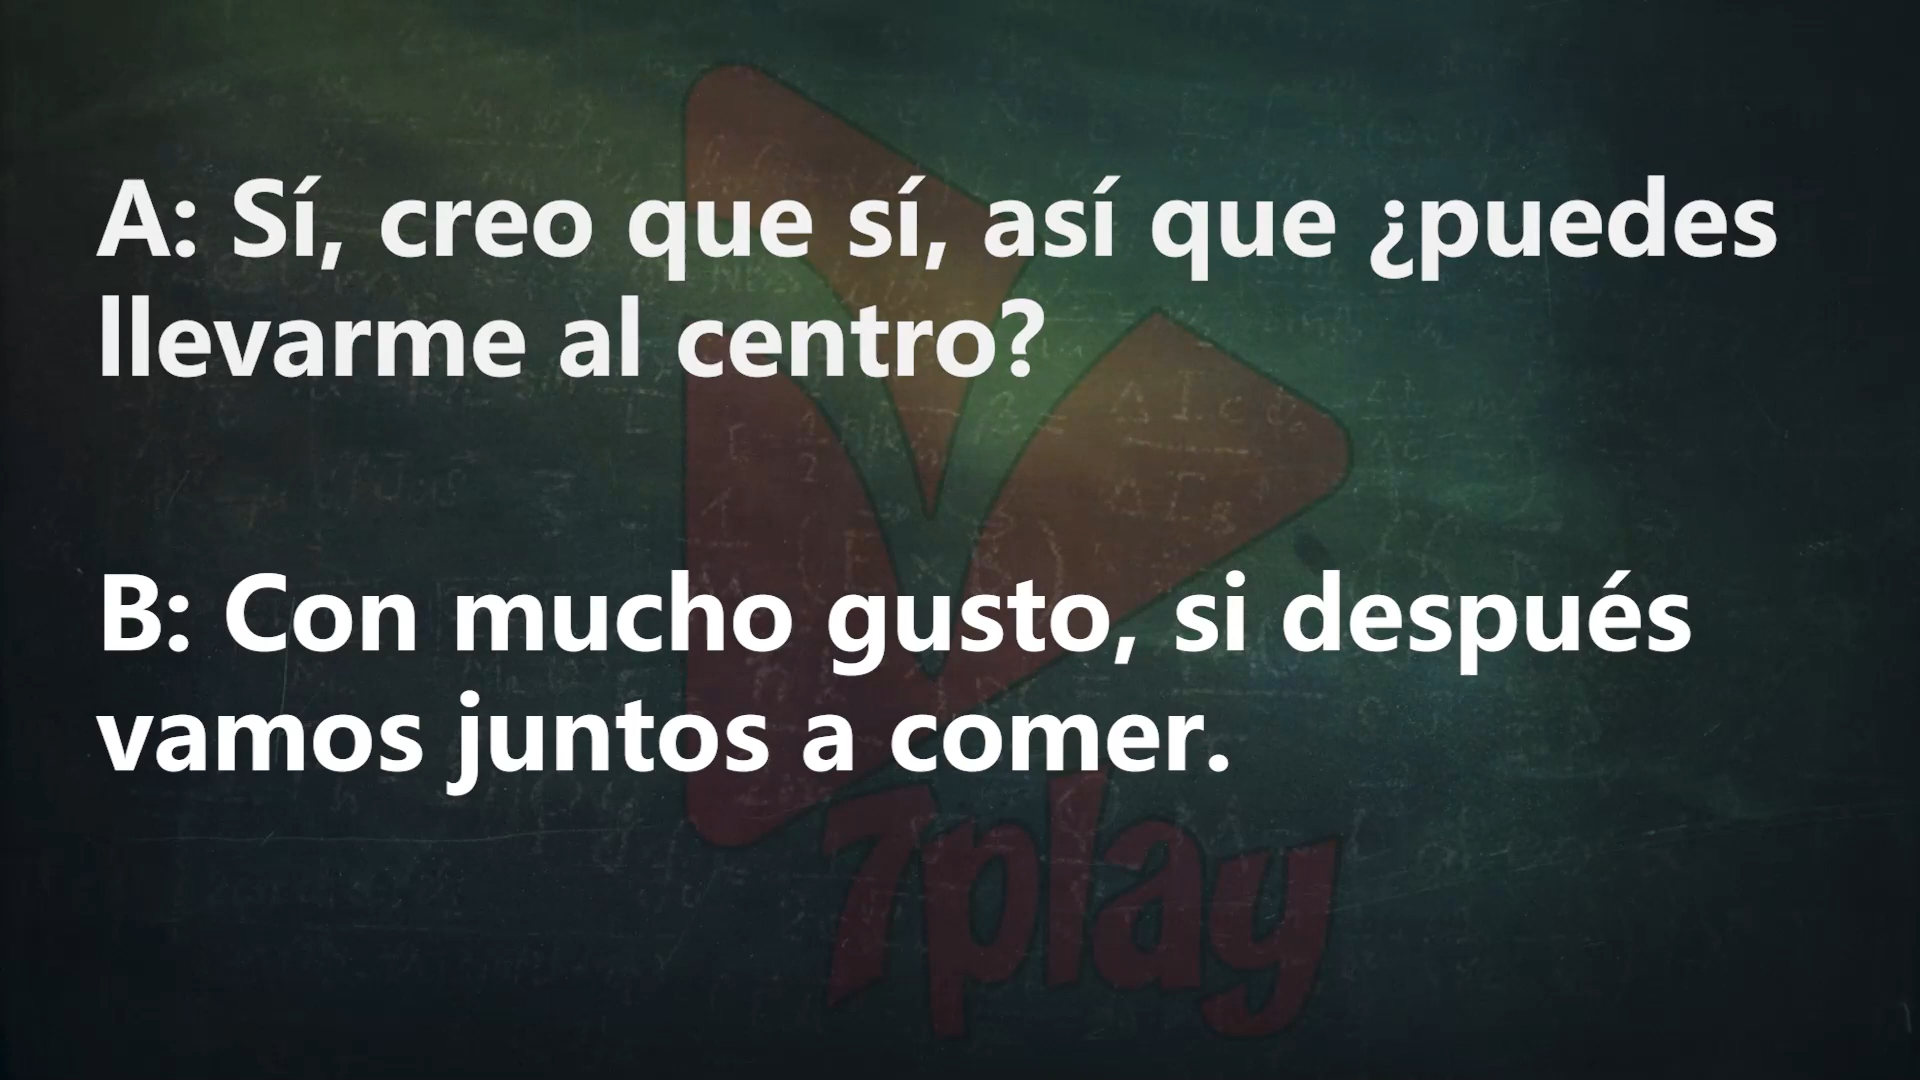 A: Sí, creo que sí, así que ¿puedes
llevarme al centro?
B: Con mucho gusto, si después
vamos juntos a comer.
7play